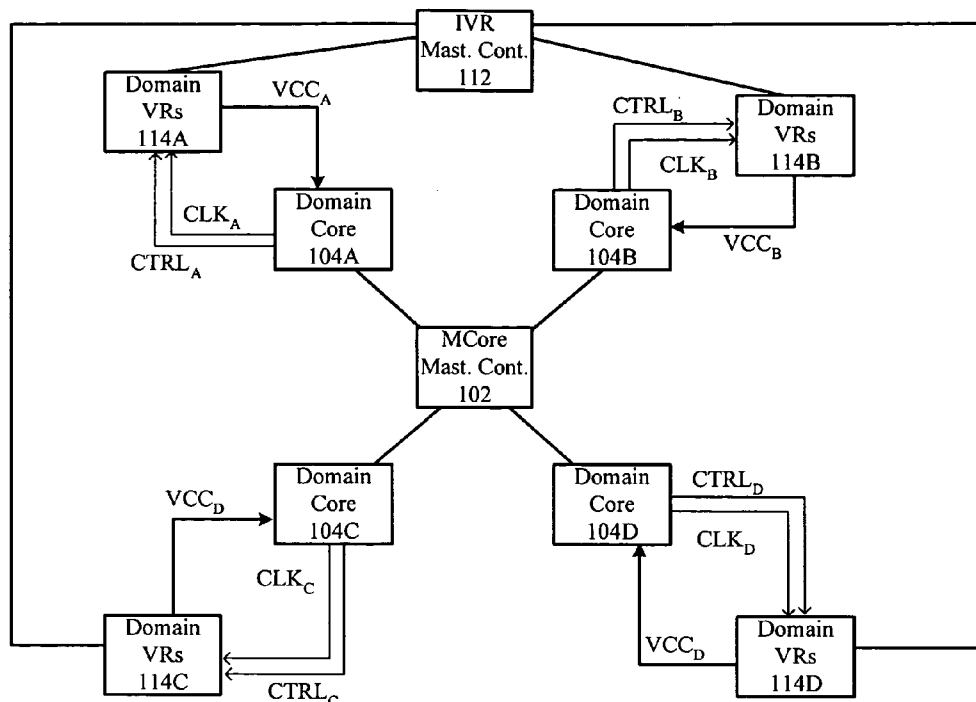 IVR
Mast. Cont.
112
Domain
VRs
114A
VCC_A
CTRL_B
Domain
VRs
114B
CLK_B
Domain
Core
104A
CLK_A
CTRL_A
Domain
Core
104B
VCC_B
MCore
Mast. Cont.
102
Domain
Core
104C
VCC_D
Domain
Core
104D
CTRL_D
CLK_D
CLK_C
Domain
VRs
114C
CTRL_C
VCC_D
Domain
VRs
114D